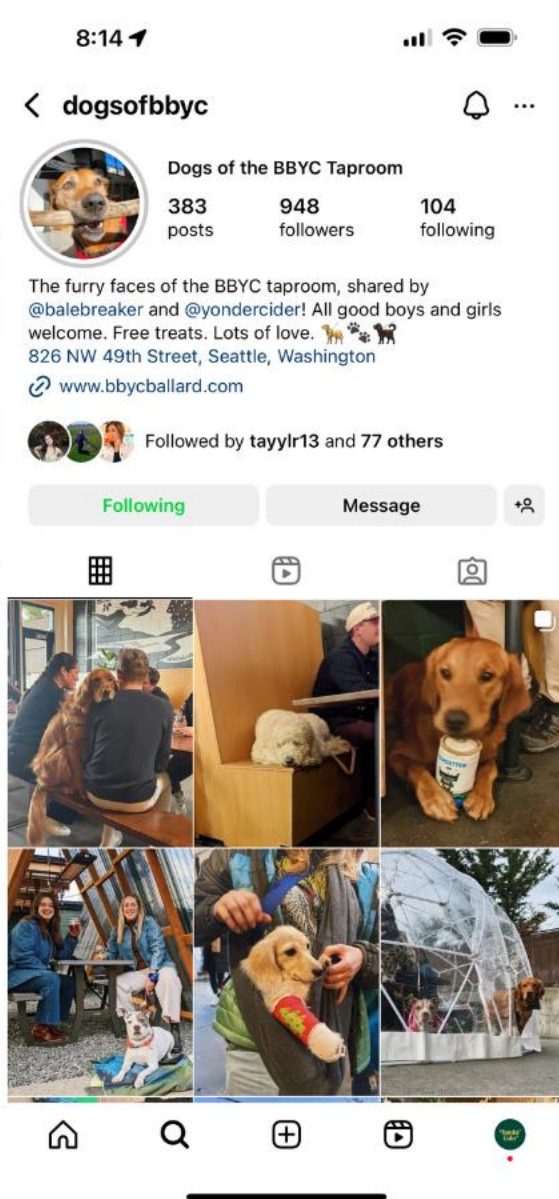 8:14
dogsofbbyc
Dogs of the BBYC Taproom
383 948 104
posts followers following
The furry faces of the BBYC taproom, shared by
@balebreaker and @yondercider! All good boys and girls
welcome. Free treats. Lots of love. 🦮🐾🐕‍🦺
826 NW 49th Street, Seattle, Washington
www.bbycballard.com
Followed by tayylr13 and 77 others
Following Message